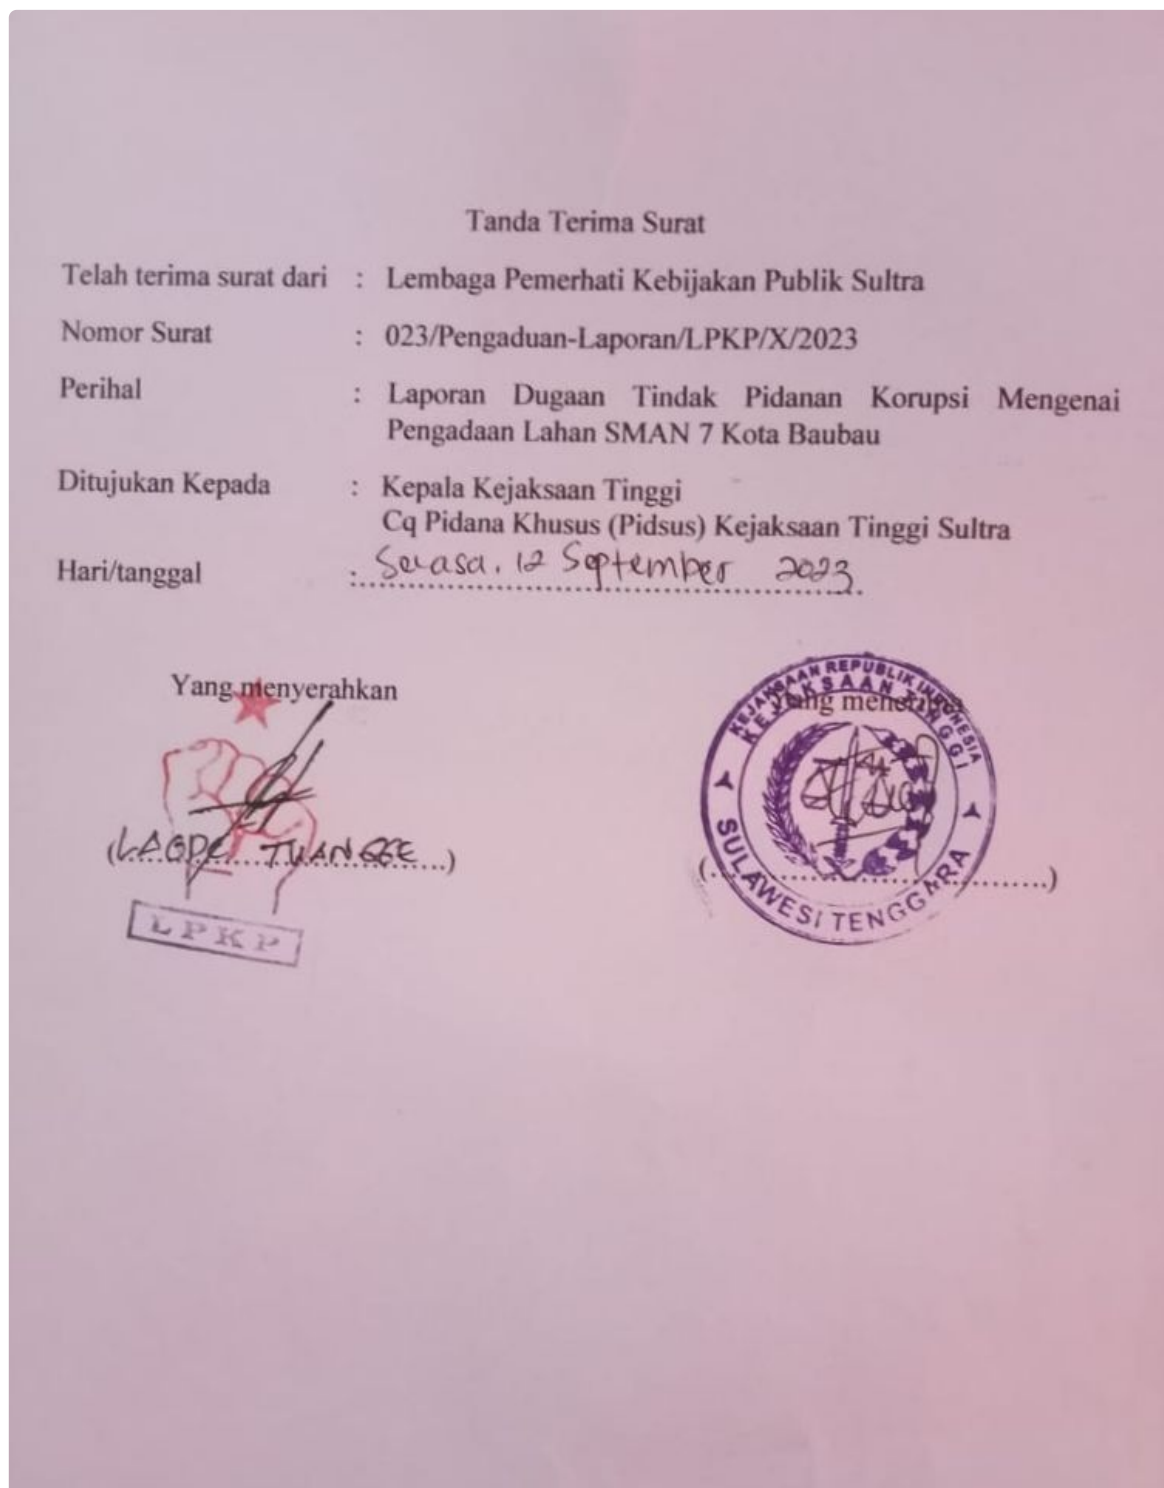 Tanda Terima Surat
Telah terima surat dari : Lembaga Pemerhati Kebijakan Publik Sultra
Nomor Surat : 023/Pengaduan-Laporan/LPKP/X/2023
Perihal : Laporan Dugaan Tindak Pidanan Korupsi Mengenai
Pengadaan Lahan SMAN 7 Kota Baubau
Ditujukan Kepada : Kepala Kejaksaan Tinggi
Cq Pidana Khusus (Pidsus) Kejaksaan Tinggi Sultra
Hari/tanggal : Selasa, 12 September 2023
Yang menyerahkan
Yang menerima
KEJAKSAAN REPUBLIK INDONESIA
KEJAKSAAN TINGGI
SULAWESI TENGGARA
(LAODE TUANGGE)
LPKP